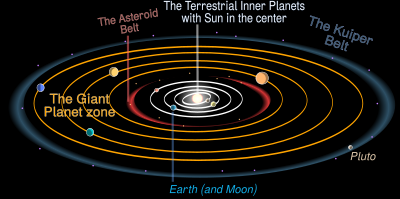 The Terrestrial Inner Planets
with Sun in the center
The Asteroid
Belt
The Kuiper
Belt
The Giant
Planet zone
Pluto
Earth (and Moon)